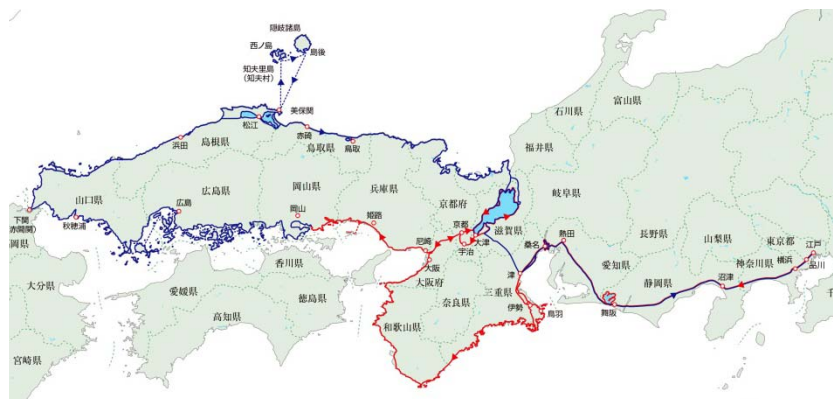 隠岐諸島
西ノ島
島後
知夫里島
(知夫村)
美保関
石川県
富山県
松江
赤碕
鳥取
浜田
島根県
鳥取県
福井県
兵庫県
京都府
岐阜県
山口県
広島県
岡山県
広島
岡山
姫路
京都
滋賀県
長野県
山梨県
東京都
下関
(赤間関)
秋穂浦
尼崎
宇治
大津
桑名
熱田
江戸
品川
横浜
神奈川県
岡県
大阪
大阪府
愛知県
静岡県
沼津
香川県
津
三重県
大分県
愛媛県
徳島県
奈良県
伊勢
鳥羽
舞阪
高知県
和歌山県
宮崎県
千